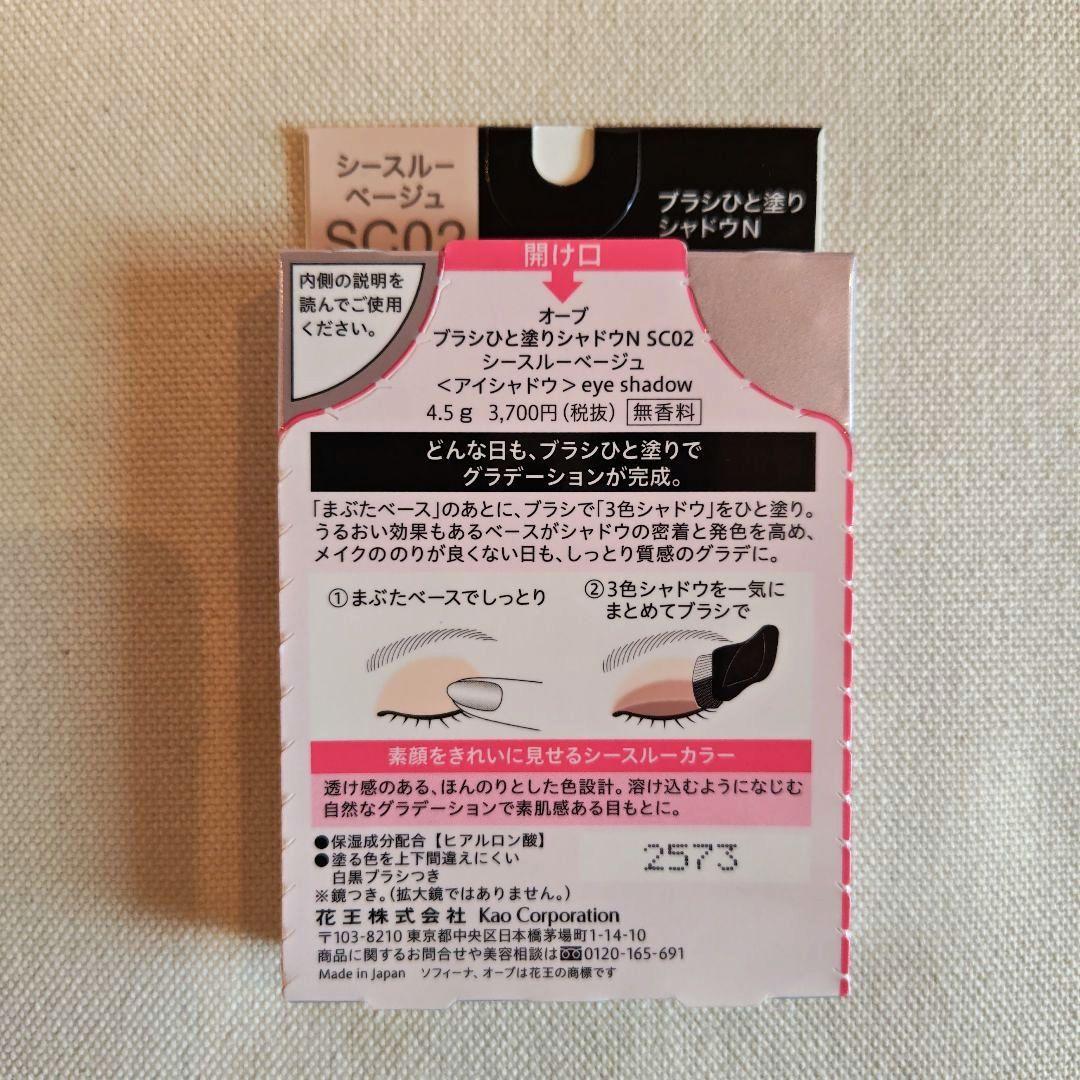 シースルー
ベージュ
SC02
ブラシひと塗り
シャドウN
開け口
内側の説明を
読んでご使用
ください。
オーブ
ブラシひと塗りシャドウN SC02
シースルーベージュ
<アイシャドウ> eye shadow
4.5g 3,700円(税抜) 無香料
どんな日も、ブラシひと塗りで
グラデーションが完成。
「まぶたベース」のあとに、ブラシで「3色シャドウ」をひと塗り。
うるおい効果もあるベースがシャドウの密着と発色を高め、
メイクののりが良くない日も、しっとり質感のグラデに。
①まぶたベースでしっとり
②3色シャドウを一気に
まとめてブラシで
素顔をきれいに見せるシースルーカラー
透け感のある、ほんのりとした色設計。溶け込むようになじむ
自然なグラデーションで素肌感ある目もとに。
●保湿成分配合【ヒアルロン酸】
●塗る色を上下間違えにくい
白黒ブラシつき
※鏡つき。(拡大鏡ではありません。)
2573
花王株式会社 Kao Corporation
〒103-8210 東京都中央区日本橋茅場町1-14-10
商品に関するお問合せや美容相談は0120-165-691
Made in Japan ソフィーナ、オーブは花王の商標です